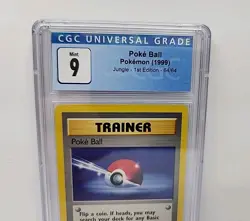 CGC UNIVERSAL GRADE
Mint
9
Poké Ball
Pokémon (1999)
Jungle - 1st Edition - 64/64
TRAINER
Poké Ball
Flip a coin. If heads, you may
search your deck for any Basic